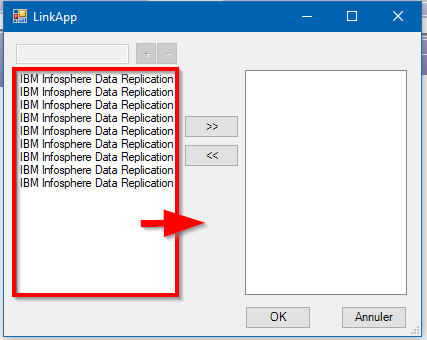 LinkApp
+ -
IBM Infosphere Data Replication
IBM Infosphere Data Replication
IBM Infosphere Data Replication
IBM Infosphere Data Replication
IBM Infosphere Data Replication
IBM Infosphere Data Replication
IBM Infosphere Data Replication
IBM Infosphere Data Replication
IBM Infosphere Data Replication
>>
<<
OK Annuler